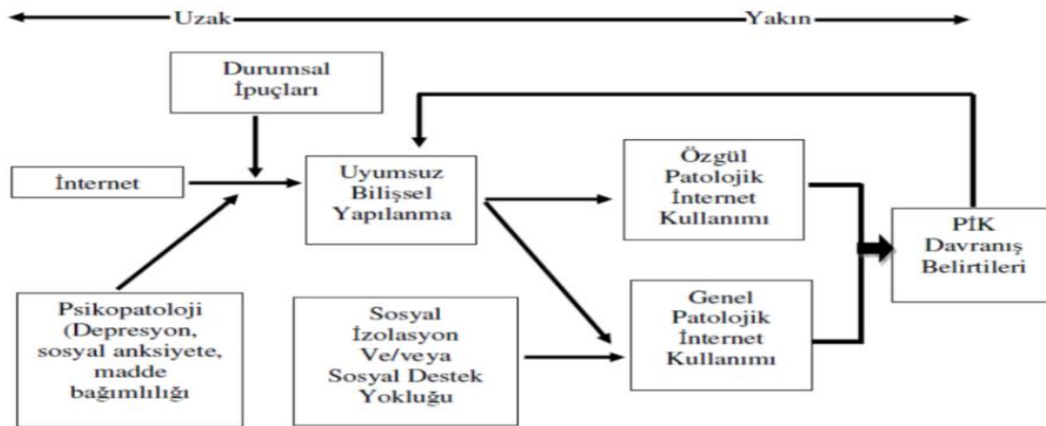 Uzak
Yakın
Durumsal
İpuçları
İnternet
Uyumsuz
Bilişsel
Yapılanma
Özgül
Patolojik
İnternet
Kullanımı
PİK
Davranış
Belirtileri
Psikopatoloji
(Depresyon,
sosyal anksiyete,
madde
bağımlılığı
Sosyal
İzolasyon
Ve/veya
Sosyal Destek
Yokluğu
Genel
Patolojik
İnternet
Kullanımı